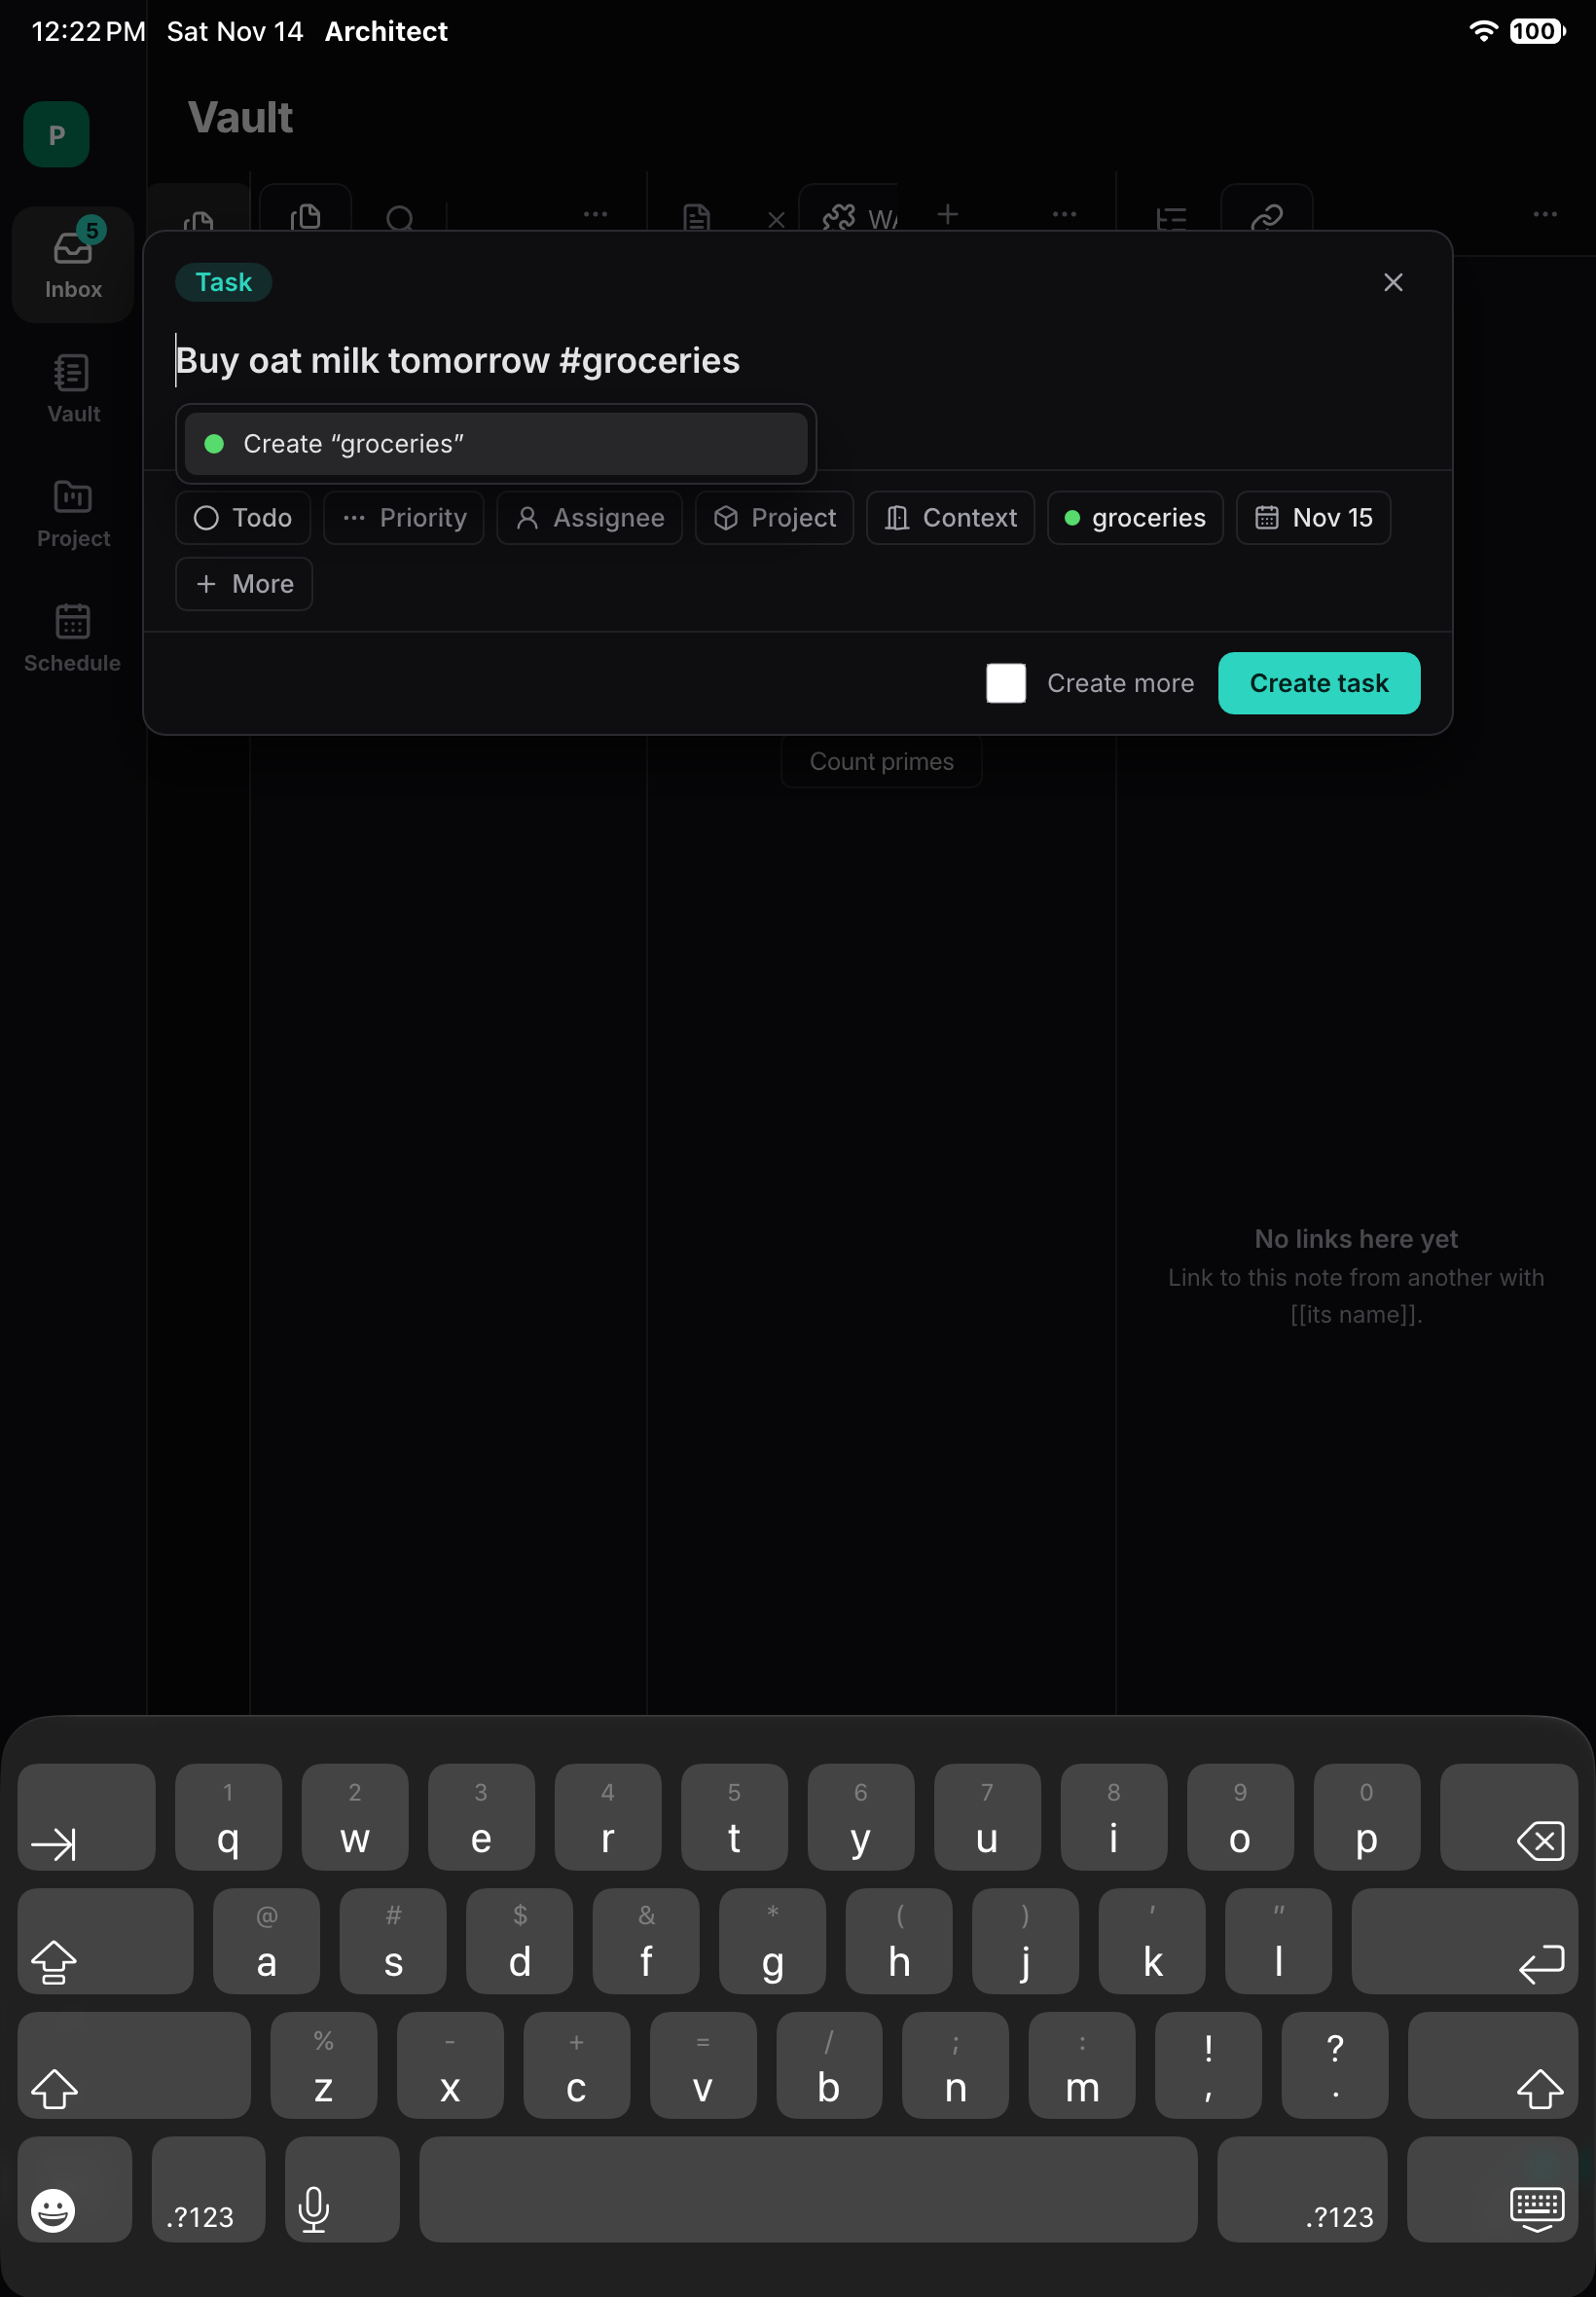 12:22 PM Sat Nov 14 Architect
100
P
Vault
5
Inbox
Vault
Project
Schedule
Task
Buy oat milk tomorrow #groceries
Create “groceries”
Todo
Priority
Assignee
Project
Context
groceries
Nov 15
More
Create more
Create task
Count primes
No links here yet
Link to this note from another with
[[its name]].
1 2 3 4 5 6 7 8 9 0
q w e r t y u i o p
@ # $ & * ( ) ' "
a s d f g h j k l
% - + = / ; : ! ?
z x c v b n m , .
.?123 .?123